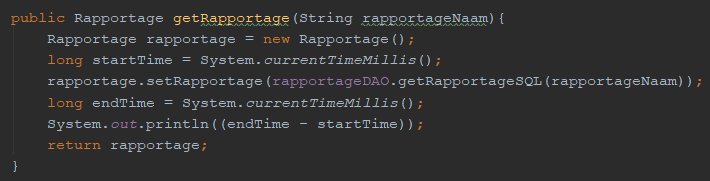 public Rapportage getRapportage(String rapportageNaam){
Rapportage rapportage = new Rapportage();
long startTime = System.currentTimeMillis();
rapportage.setRapportage(rapportageDAO.getRapportageSQL(rapportageNaam));
long endTime = System.currentTimeMillis();
System.out.println((endTime - startTime));
return rapportage;
}